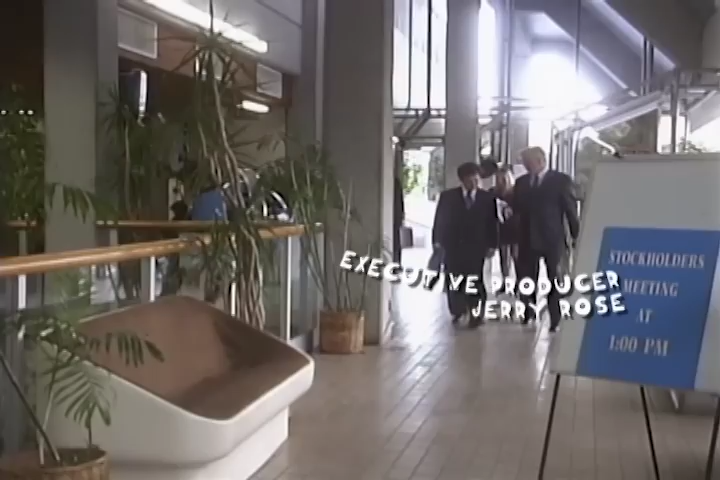 EXECUTIVE PRODUCER
JERRY ROSE
STOCKHOLDERS
MEETING
AT
1:00 PM